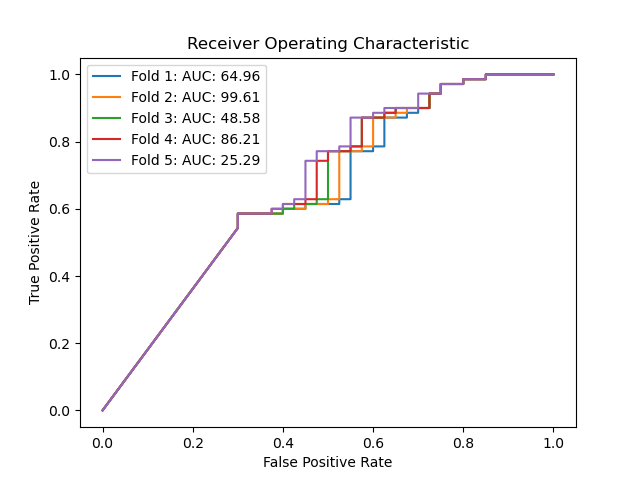 Receiver Operating Characteristic
Fold 1: AUC: 64.96
Fold 2: AUC: 99.61
Fold 3: AUC: 48.58
Fold 4: AUC: 86.21
Fold 5: AUC: 25.29
True Positive Rate
1.0
0.8
0.6
0.4
0.2
0.0
0.0 0.2 0.4 0.6 0.8 1.0
False Positive Rate